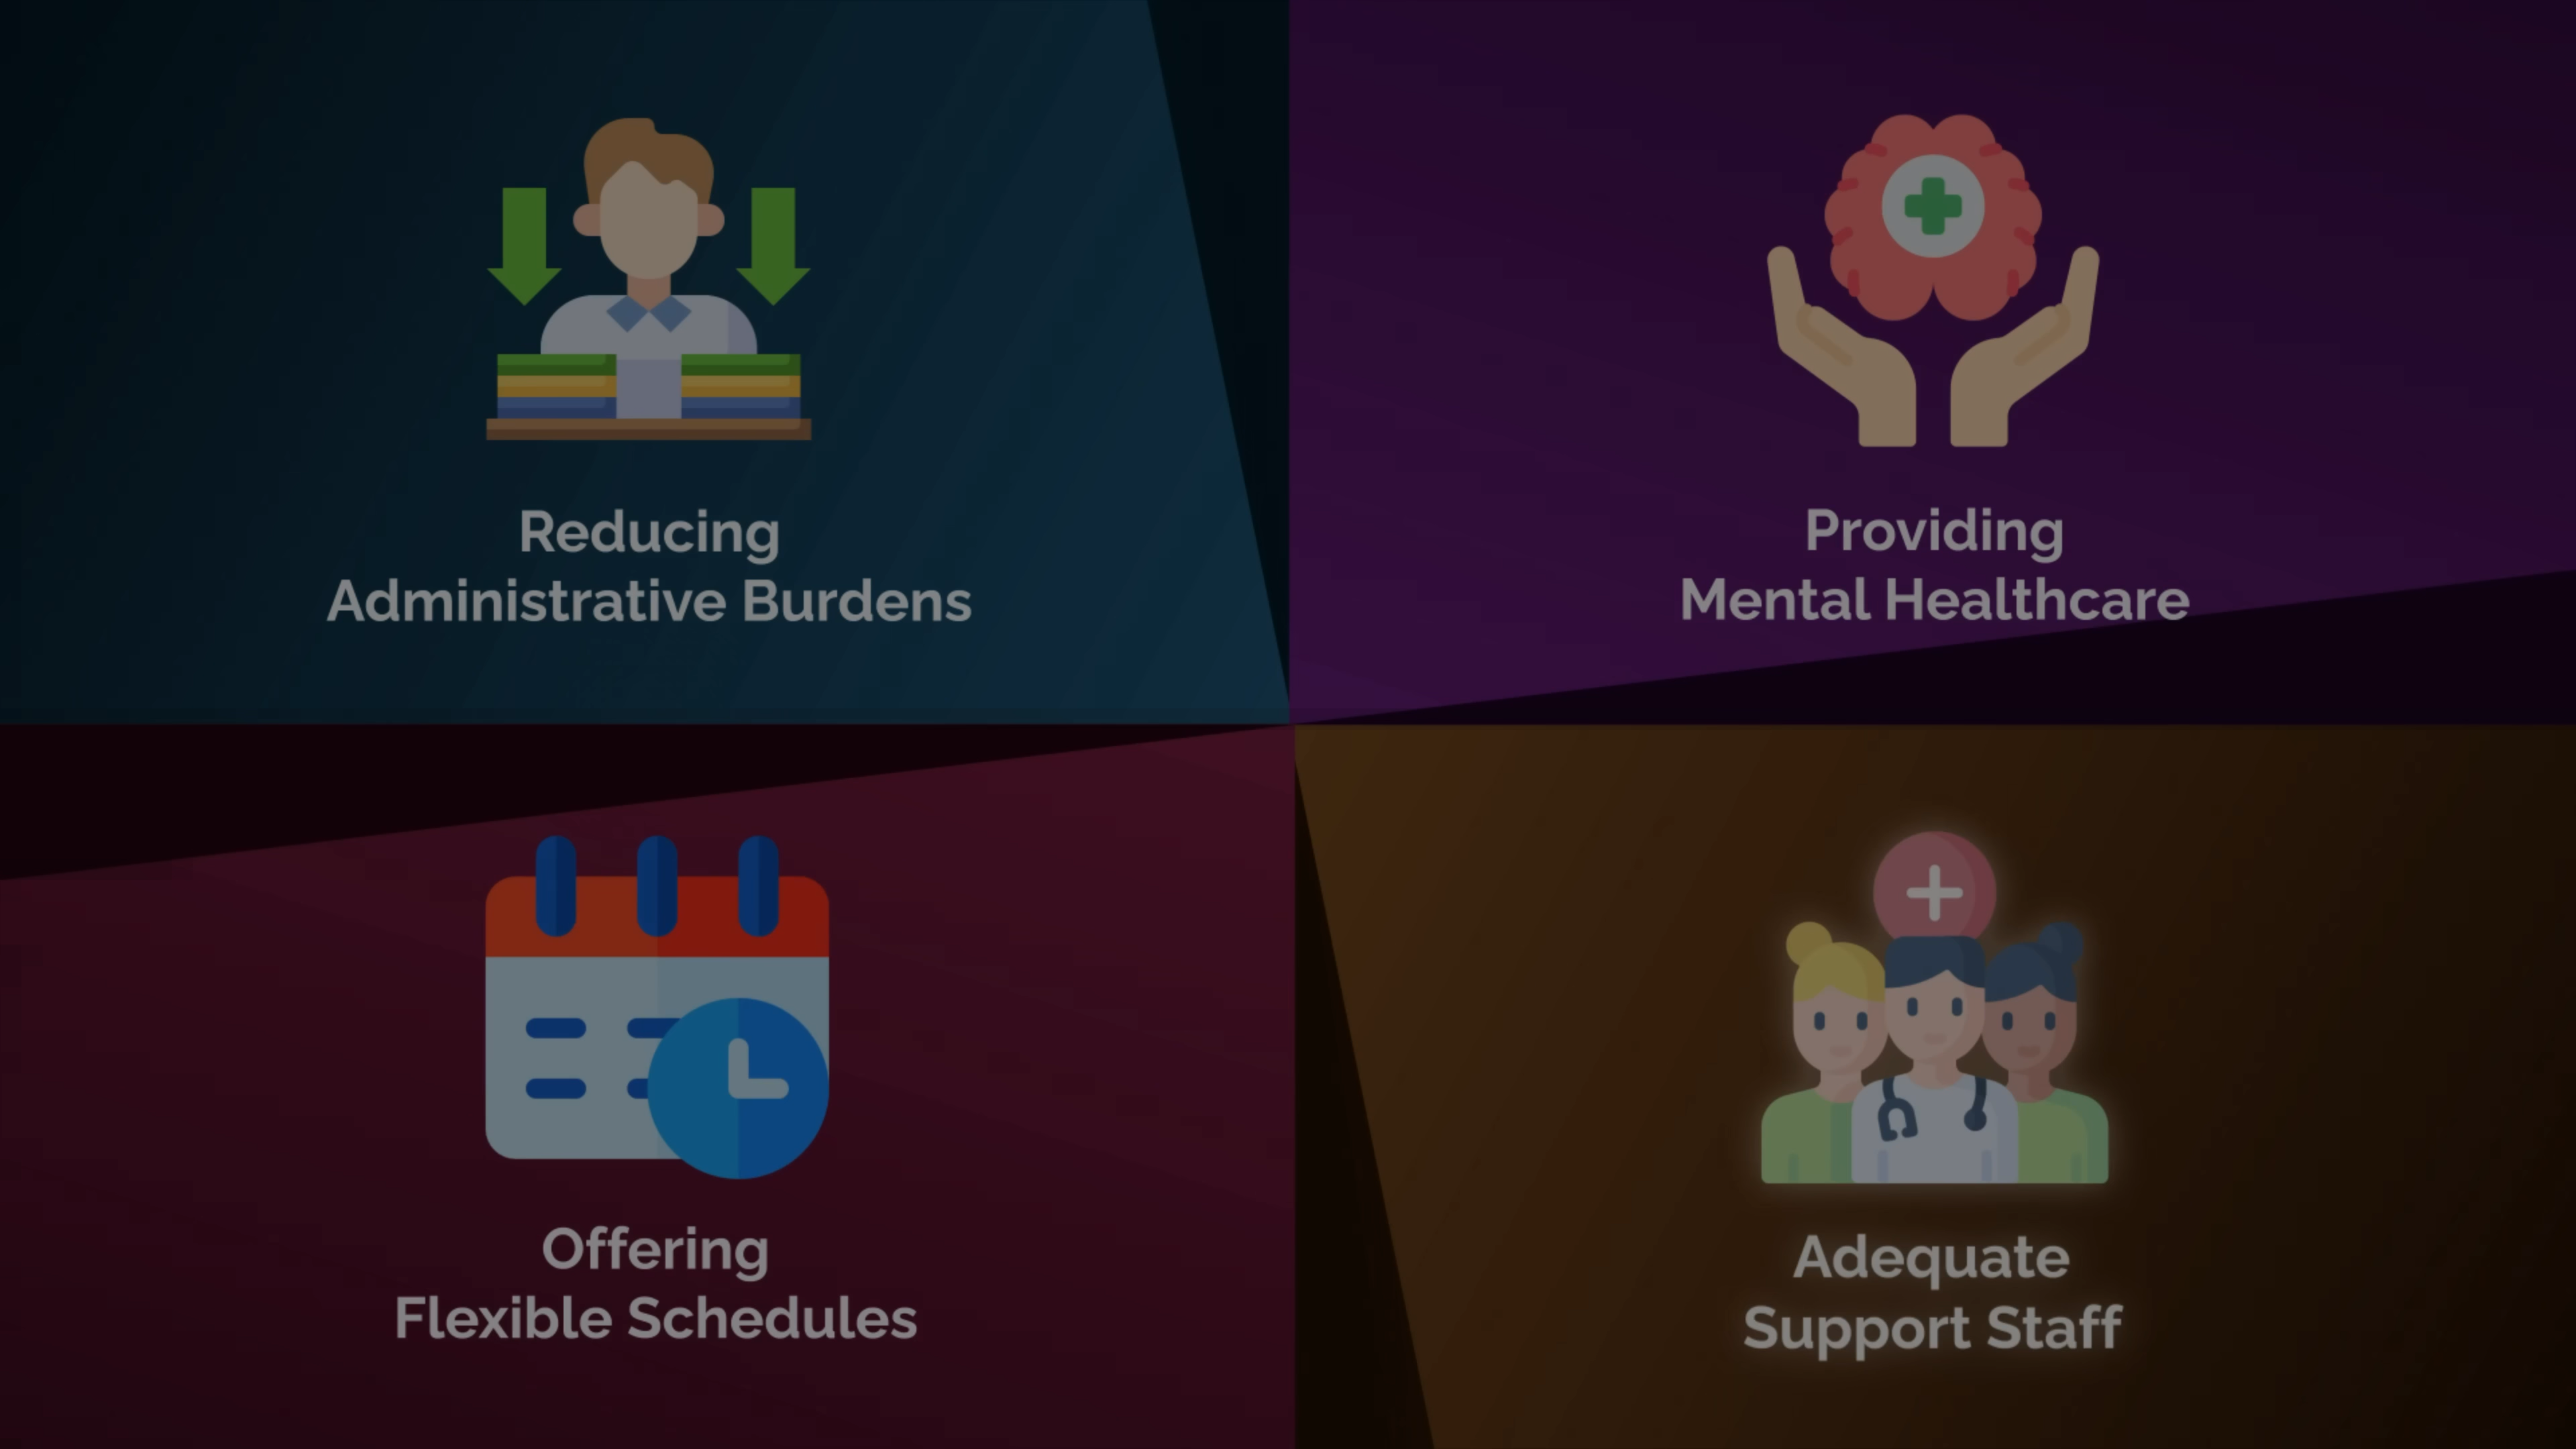 Reducing
Administrative Burdens
Providing
Mental Healthcare
Offering
Flexible Schedules
Adequate
Support Staff